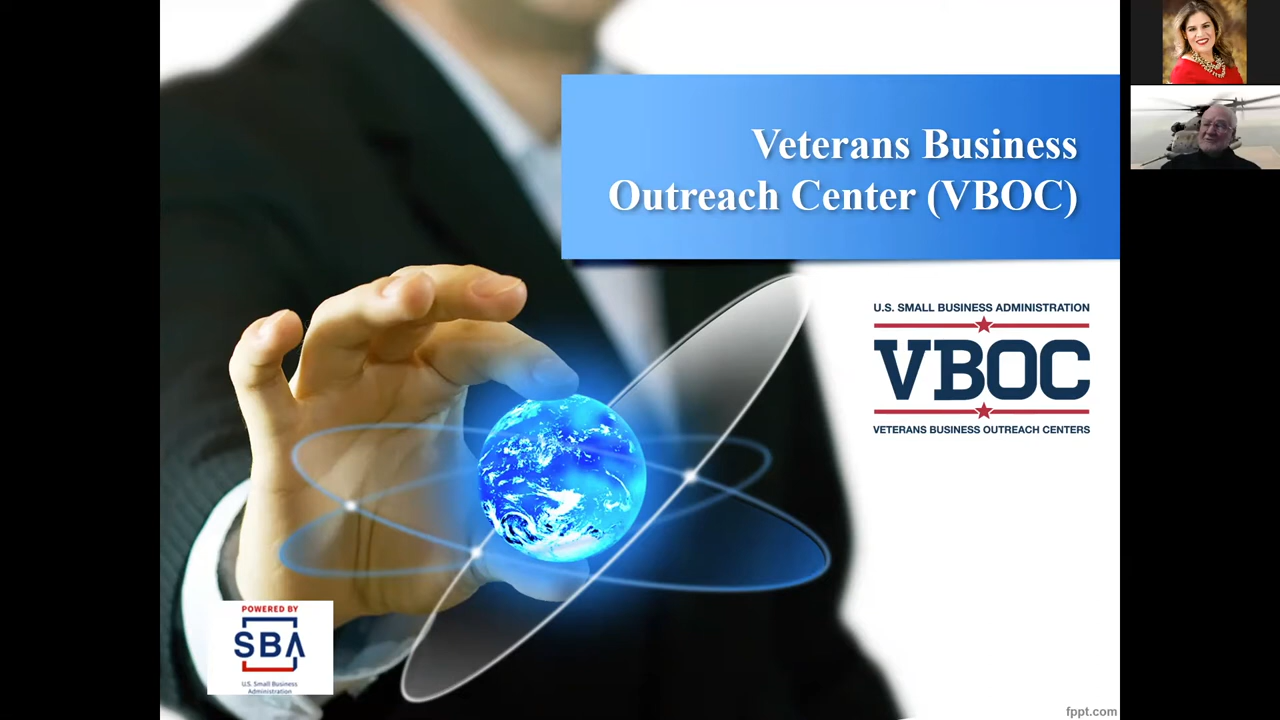 Veterans Business
Outreach Center (VBOC)
U.S. SMALL BUSINESS ADMINISTRATION
VBOC
VETERANS BUSINESS OUTREACH CENTERS
POWERED BY
SBA
U.S. Small Business
Administration
fppt.com